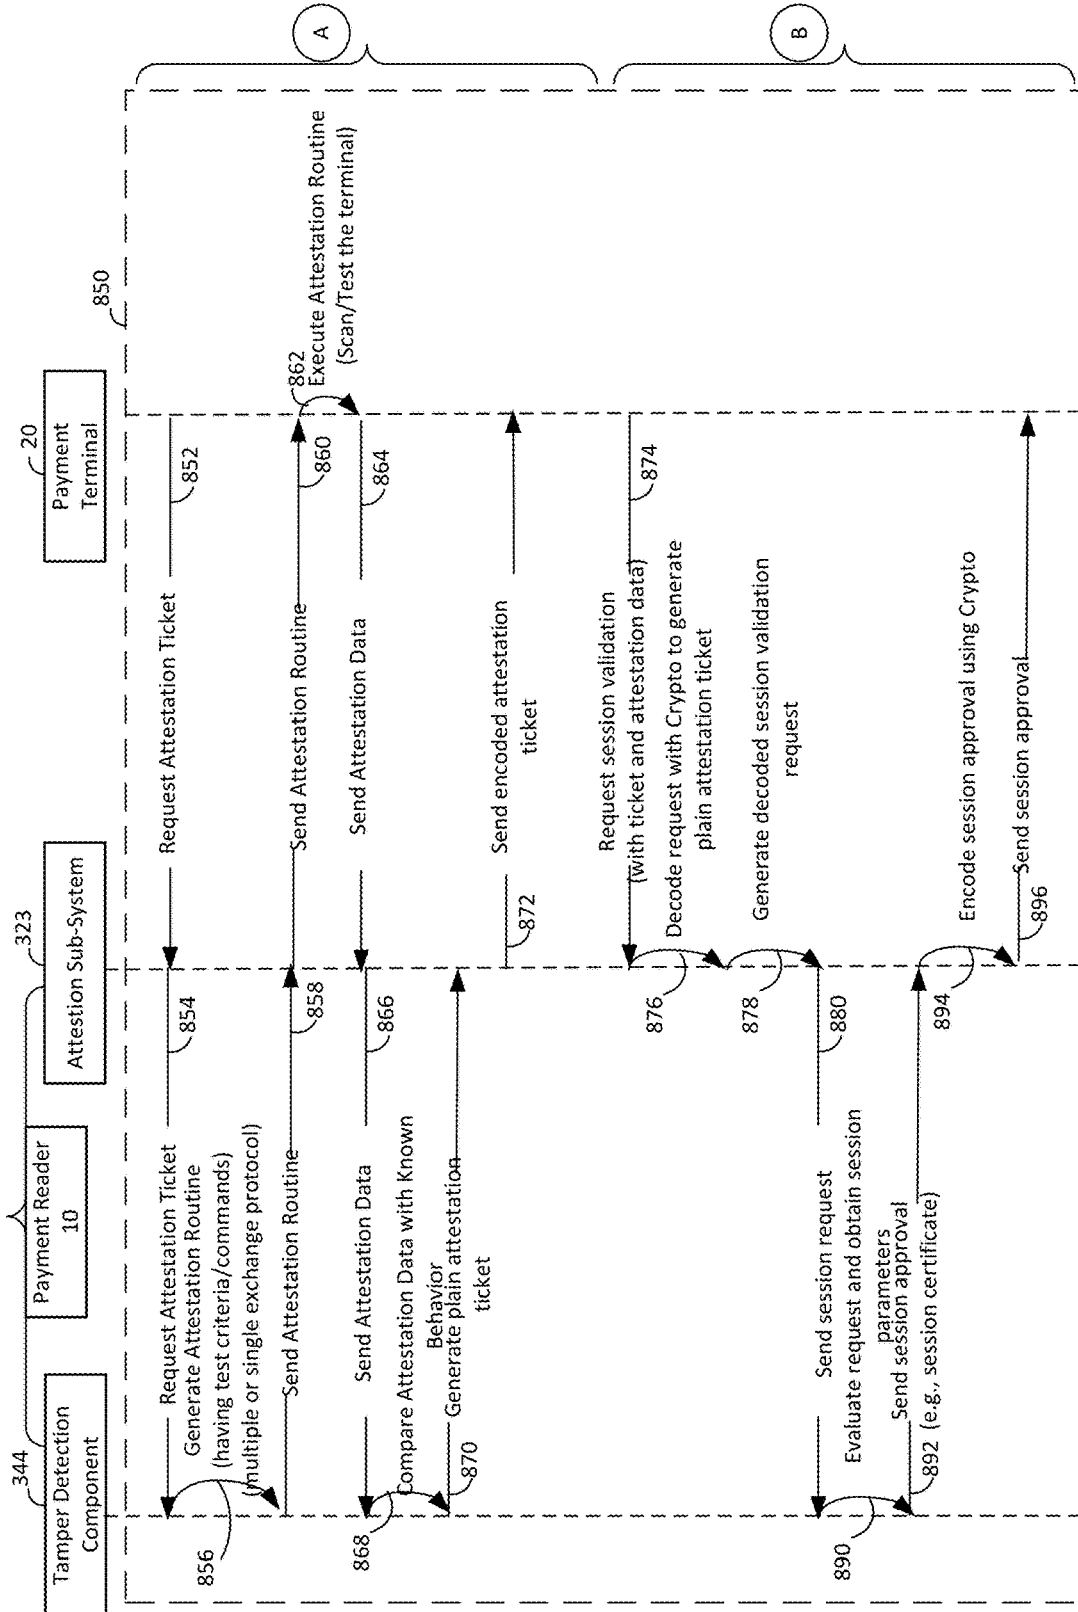 344
Tamper Detection
Component
Payment Reader
10
323
Attestion Sub-System
20
Payment
Terminal
850
Request Attestation Ticket
852
Request Attestation Ticket
854
Generate Attestation Routine
(having test criteria/commands)
(multiple or single exchange protocol)
856
Send Attestation Routine
858
Send Attestation Routine
860
862
Execute Attestation Routine
(Scan/Test the terminal)
Send Attestation Data
864
Send Attestation Data
866
Compare Attestation Data with Known
Behavior
868
Generate plain attestation
ticket
870
Send encoded attestation
ticket
872
A
Request session validation
(with ticket and attestation data)
874
Decode request with Crypto to generate
plain attestation ticket
876
Generate decoded session validation
request
878
Send session request
880
Evaluate request and obtain session
parameters
890
Send session approval
892 (e.g., session certificate)
Encode session approval using Crypto
894
Send session approval
896
B